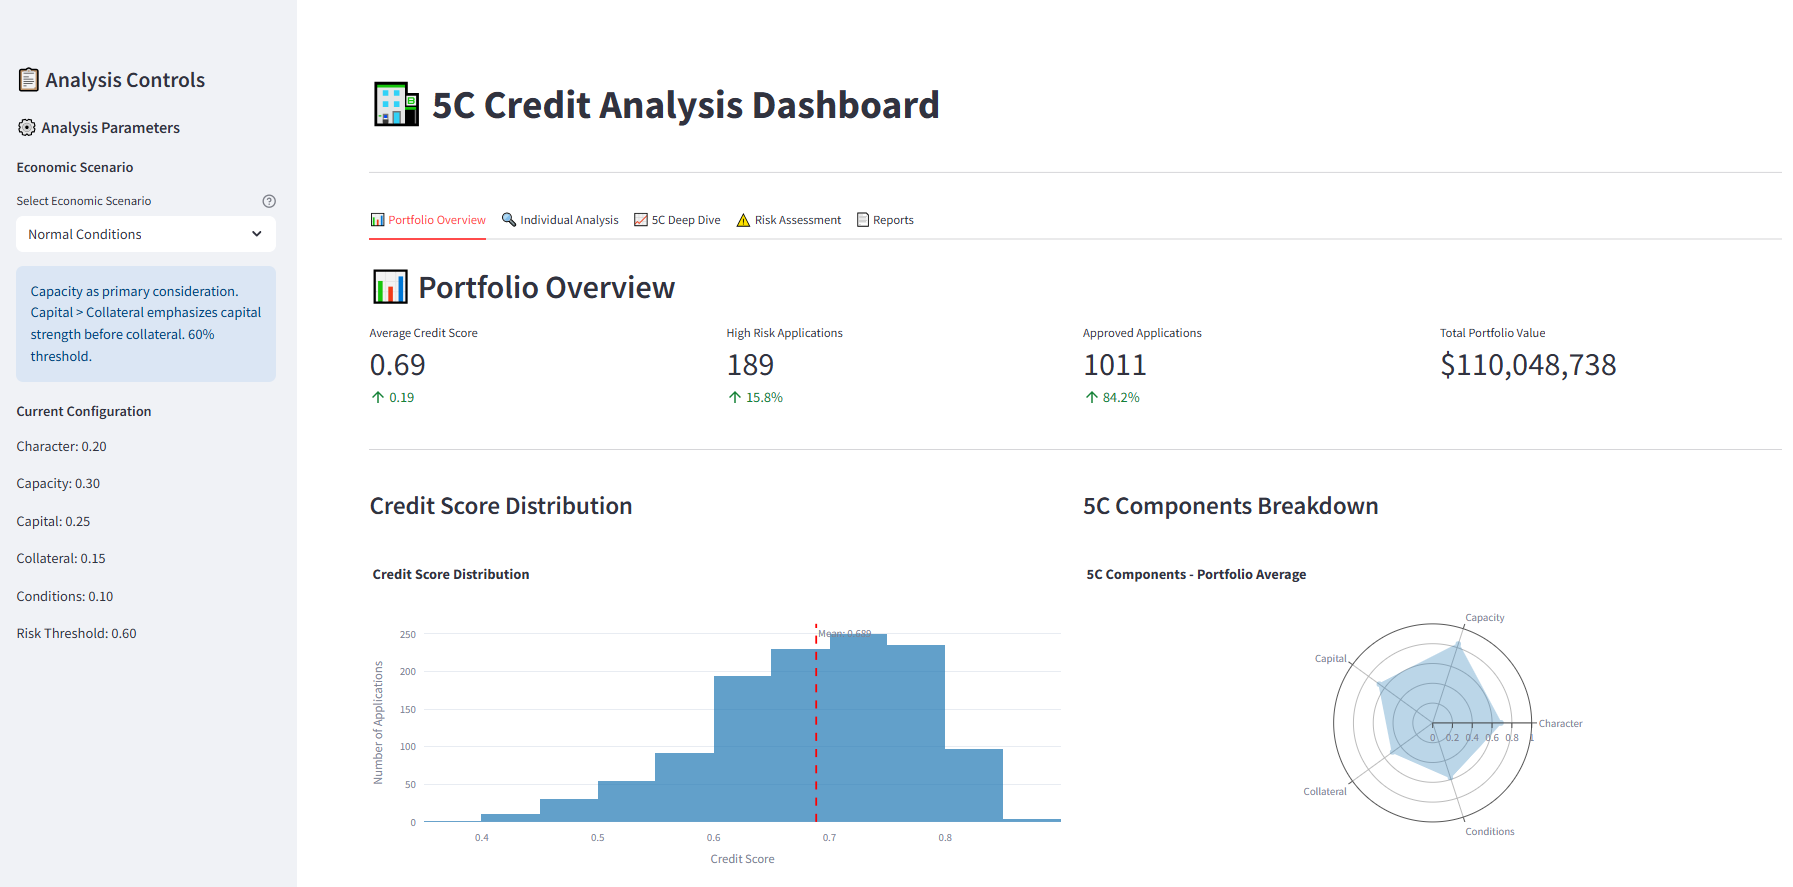 Analysis Controls
Analysis Parameters
Economic Scenario
Select Economic Scenario
Normal Conditions
Capacity as primary consideration.
Capital > Collateral emphasizes capital
strength before collateral. 60%
threshold.
Current Configuration
Character: 0.20
Capacity: 0.30
Capital: 0.25
Collateral: 0.15
Conditions: 0.10
Risk Threshold: 0.60
5C Credit Analysis Dashboard
Portfolio Overview
Individual Analysis
5C Deep Dive
Risk Assessment
Reports
Portfolio Overview
Average Credit Score
0.69
↑ 0.19
High Risk Applications
189
↑ 15.8%
Approved Applications
1011
↑ 84.2%
Total Portfolio Value
$110,048,738
Credit Score Distribution
Credit Score Distribution
Number of Applications
250
200
150
100
50
0
Mean: 0.689
0.4
0.5
0.6
0.7
0.8
Credit Score
5C Components Breakdown
5C Components - Portfolio Average
Capacity
Capital
Character
0
0.2
0.4
0.6
0.8
1
Collateral
Conditions